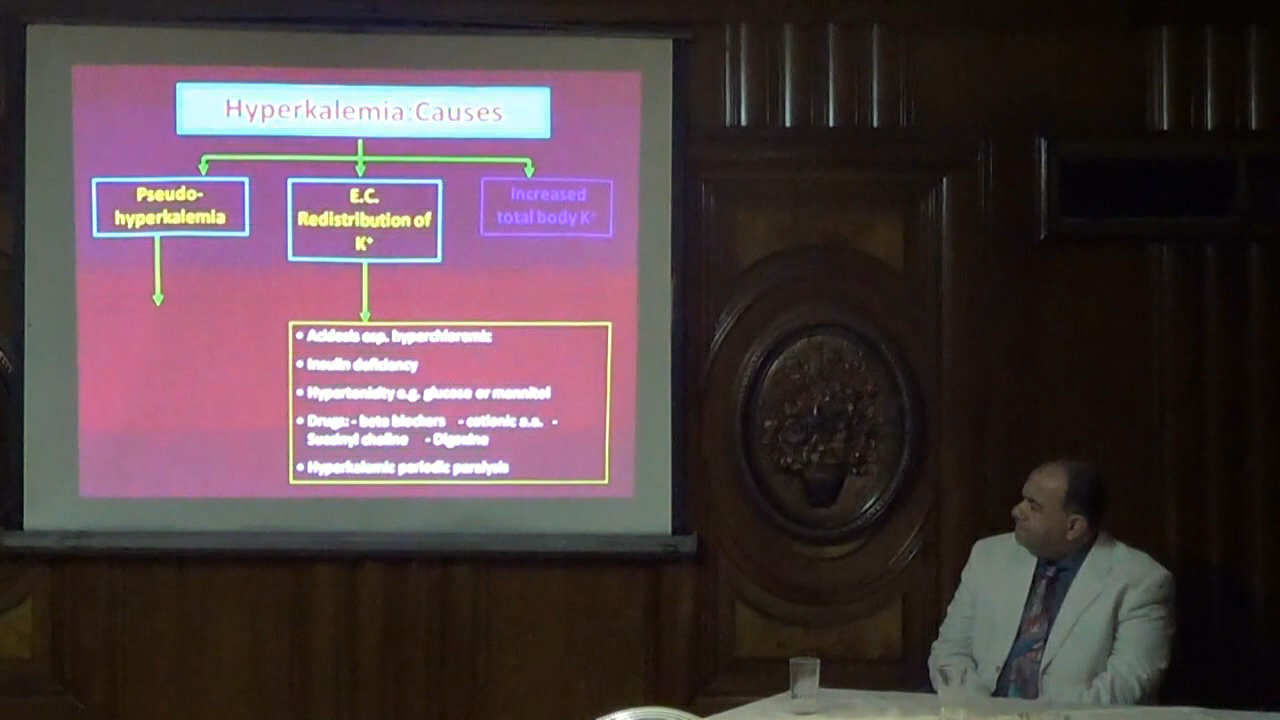 Hyperkalemia:Causes
Pseudo-
hyperkalemia
E.C.
Redistribution of
K⁺
Increased
total body K⁺
• Acidosis esp. hyperchloremic
• Insulin deficiency
• Hypertonicity e.g. glucose or mannitol
• Drugs: - beta blockers - cationic a.a. -
Succinyl choline - Digoxine
• Hyperkalemic periodic paralysis